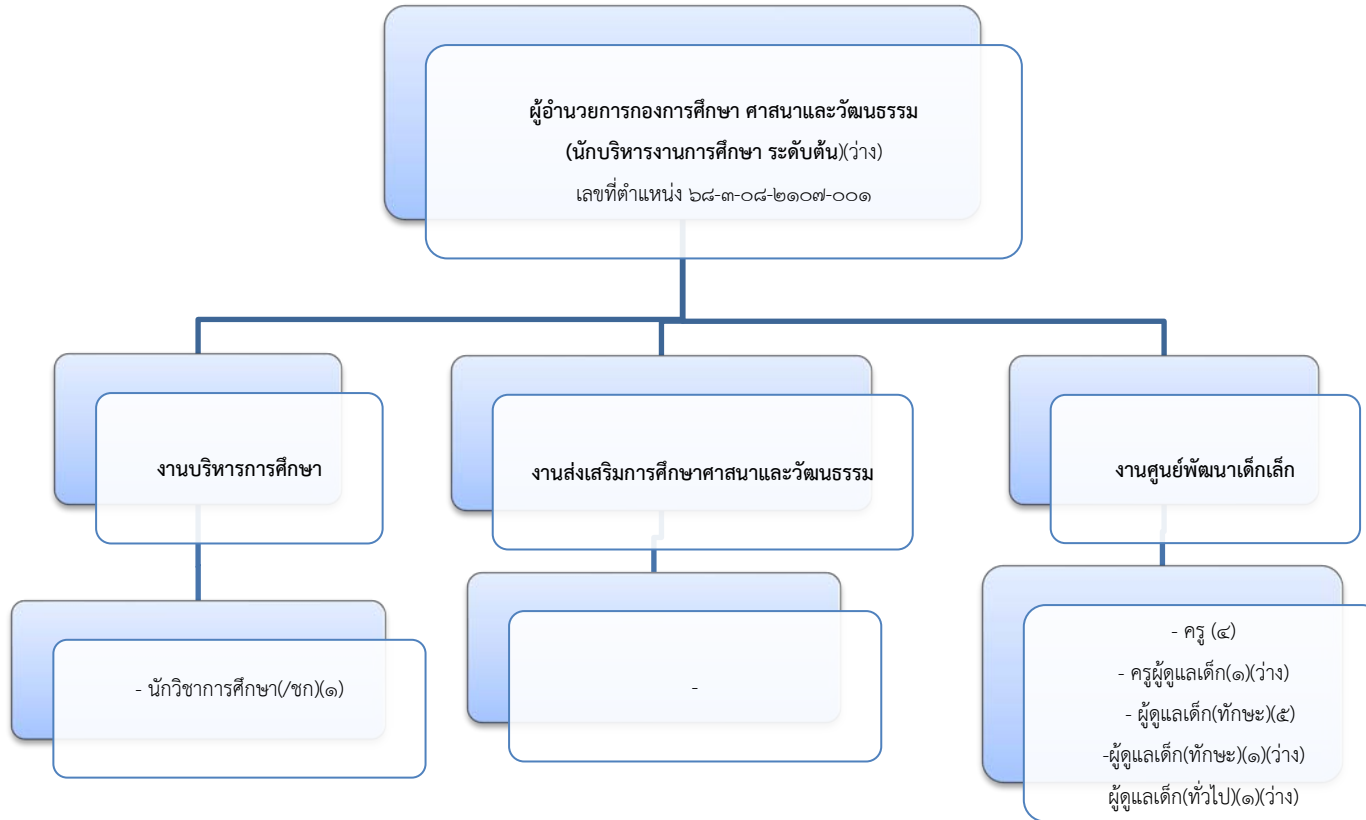 ผู้อำนวยการกองการศึกษา ศาสนาและวัฒนธรรม
(นักบริหารงานการศึกษา ระดับต้น)(ว่าง)
เลขที่ตำแหน่ง ๖๘-๓-๐๘-๒๑๐๗-๐๐๑
งานบริหารการศึกษา
งานส่งเสริมการศึกษาศาสนาและวัฒนธรรม
งานศูนย์พัฒนาเด็กเล็ก
- นักวิชาการศึกษา(/ชก)(๑)
-
- ครู (๔)
- ครูผู้ดูแลเด็ก(๑)(ว่าง)
- ผู้ดูแลเด็ก(ทักษะ)(๕)
-ผู้ดูแลเด็ก(ทักษะ)(๑)(ว่าง)
ผู้ดูแลเด็ก(ทั่วไป)(๑)(ว่าง)